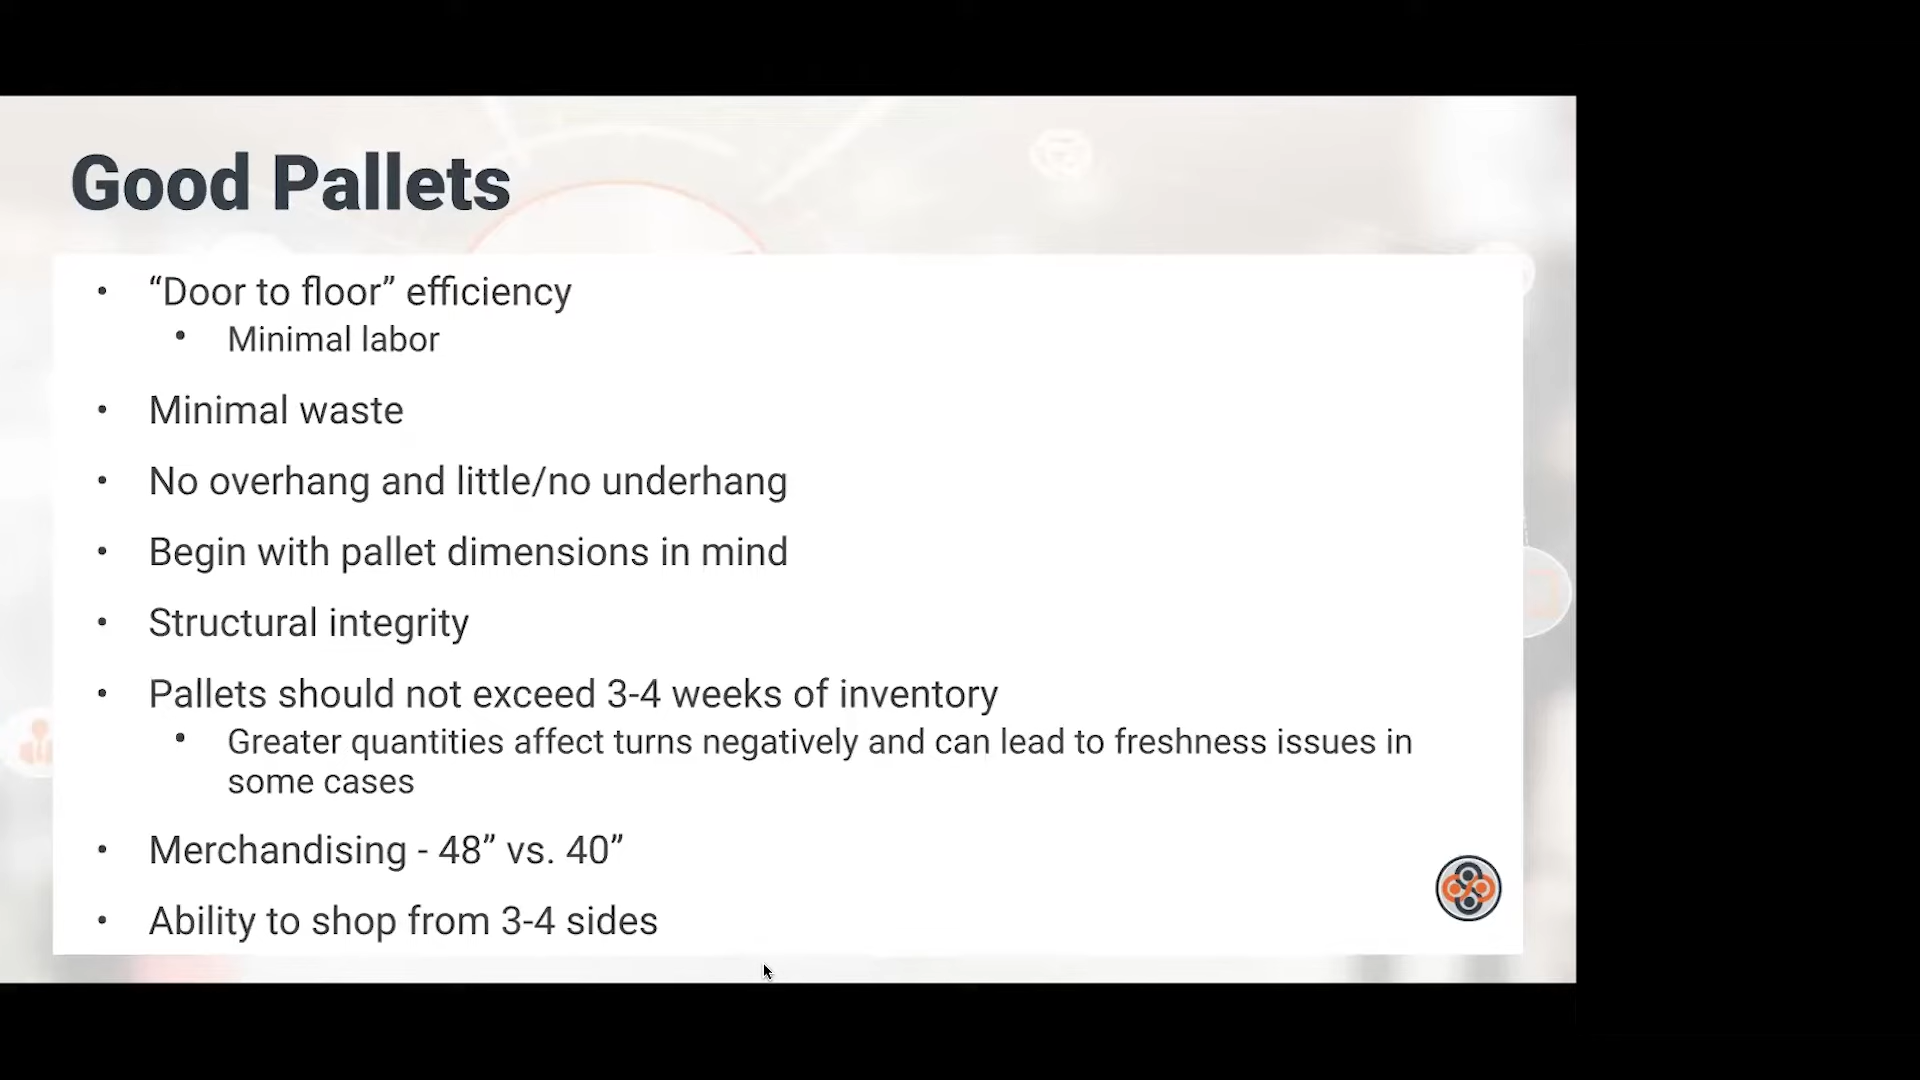 Good Pallets
• “Door to floor” efficiency
• Minimal labor
• Minimal waste
• No overhang and little/no underhang
• Begin with pallet dimensions in mind
• Structural integrity
• Pallets should not exceed 3-4 weeks of inventory
• Greater quantities affect turns negatively and can lead to freshness issues in
some cases
• Merchandising - 48” vs. 40”
• Ability to shop from 3-4 sides